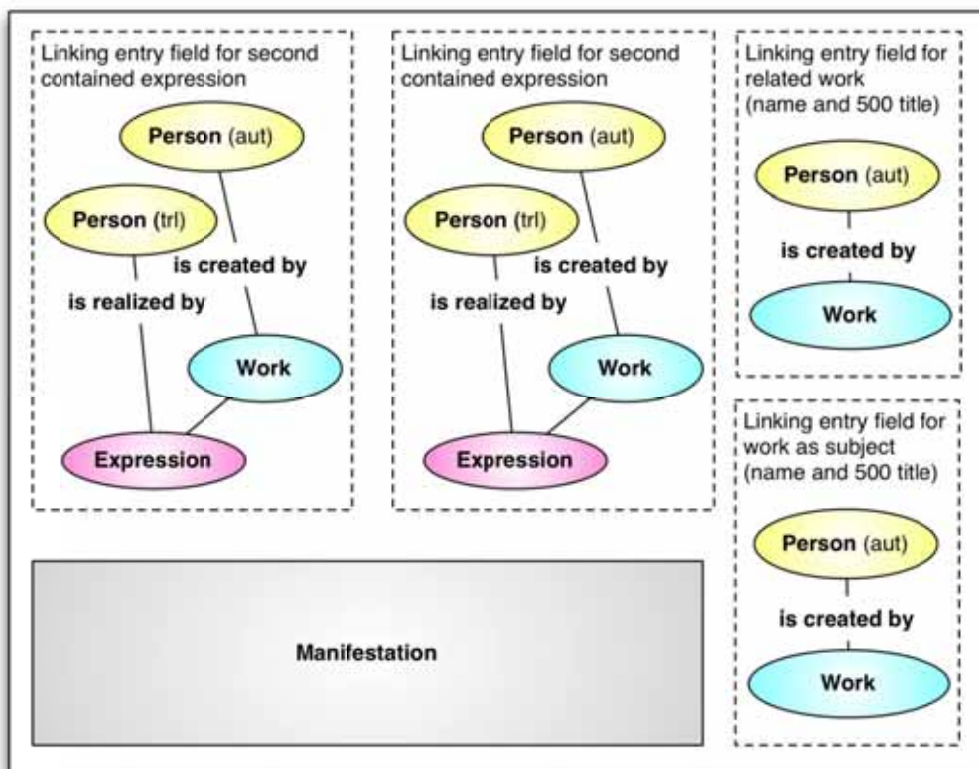 Linking entry field for second
contained expression
Person (aut)
Person (trl)
is created by
is realized by
Work
Expression
Linking entry field for second
contained expression
Person (aut)
Person (trl)
is created by
is realized by
Work
Expression
Linking entry field for
related work
(name and 500 title)
Person (aut)
is created by
Work
Linking entry field for
work as subject
(name and 500 title)
Person (aut)
is created by
Work
Manifestation